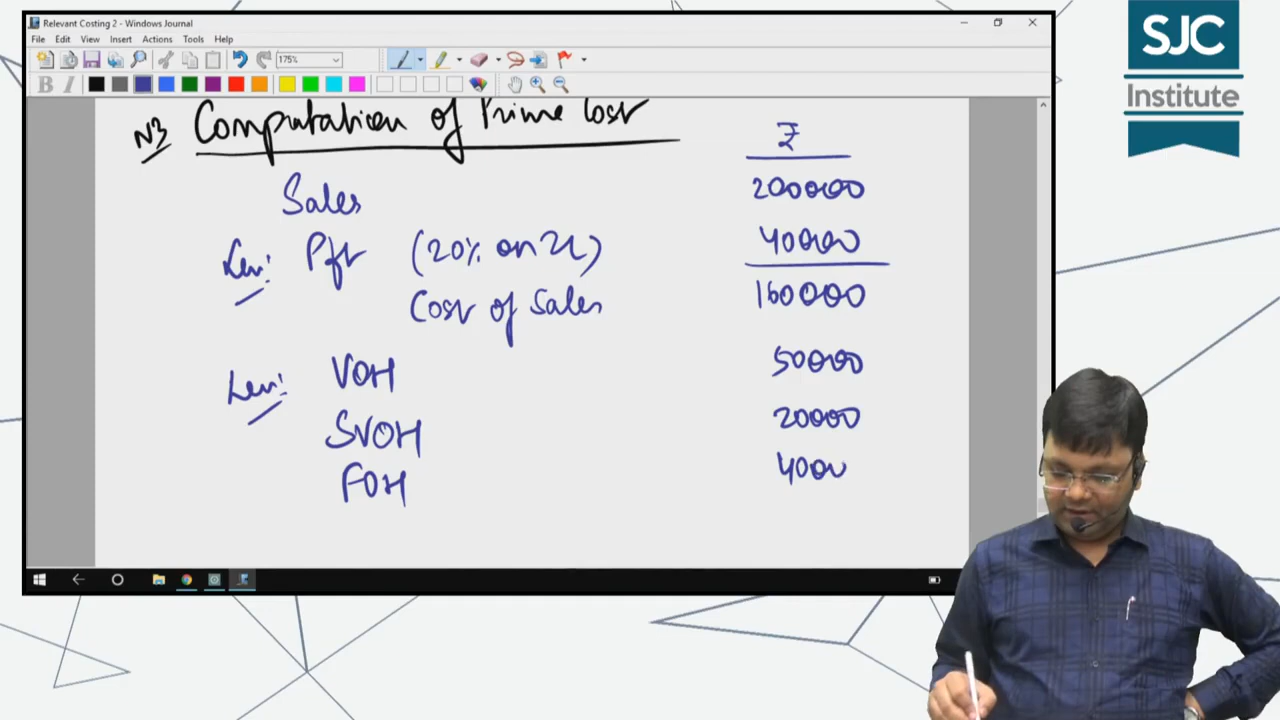 Relevant Costing 2 - Windows Journal
File Edit View Insert Actions Tools Help
175%
B I
SJC
Institute
N3 Computation of Prime Cost
₹
Sales 200000
Less: Pft (20% on 2L) 40000
Cost of Sales 160000
Less: VOH 50000
SVOH 20000
FOH 4000